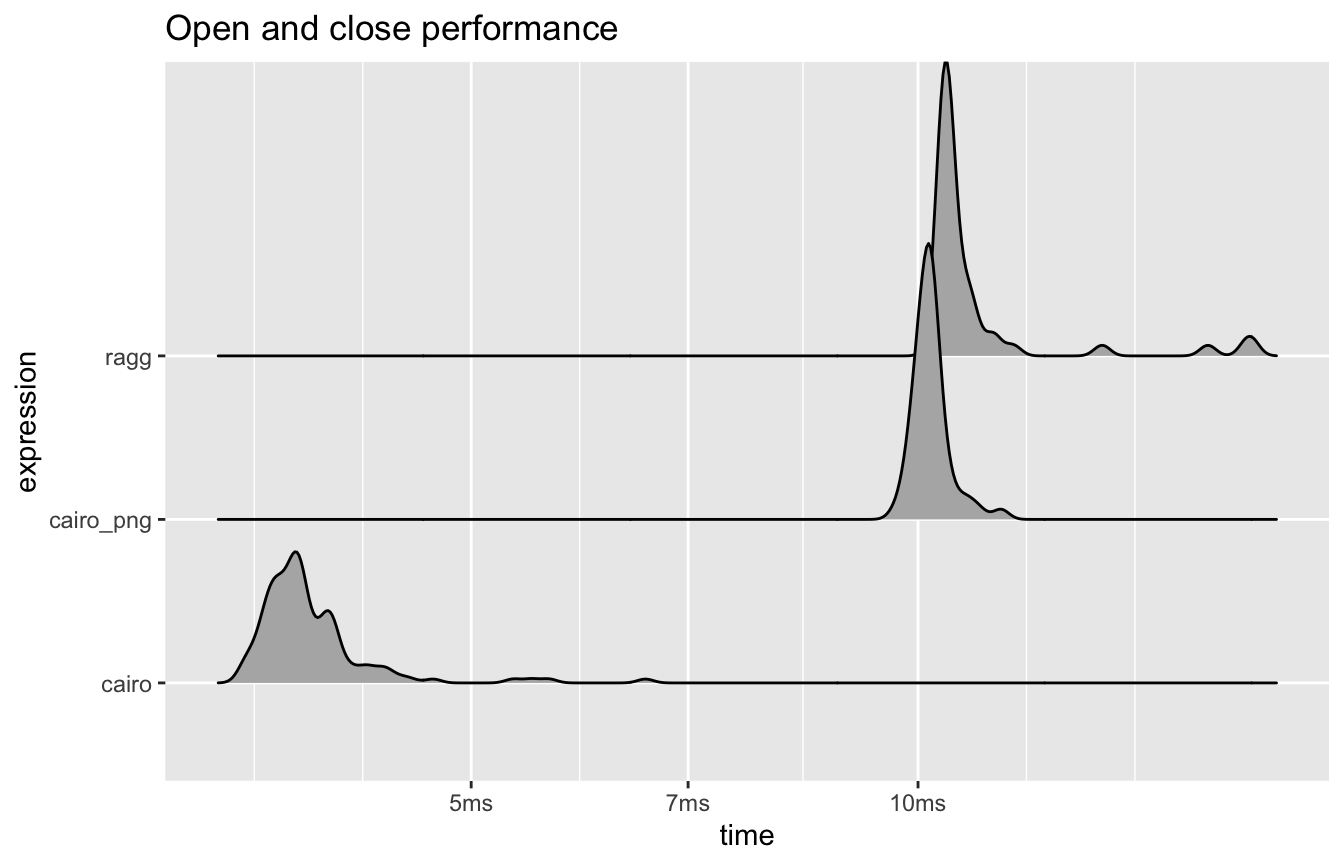 Open and close performance
expression
ragg
cairo_png
cairo
5ms 7ms 10ms
time